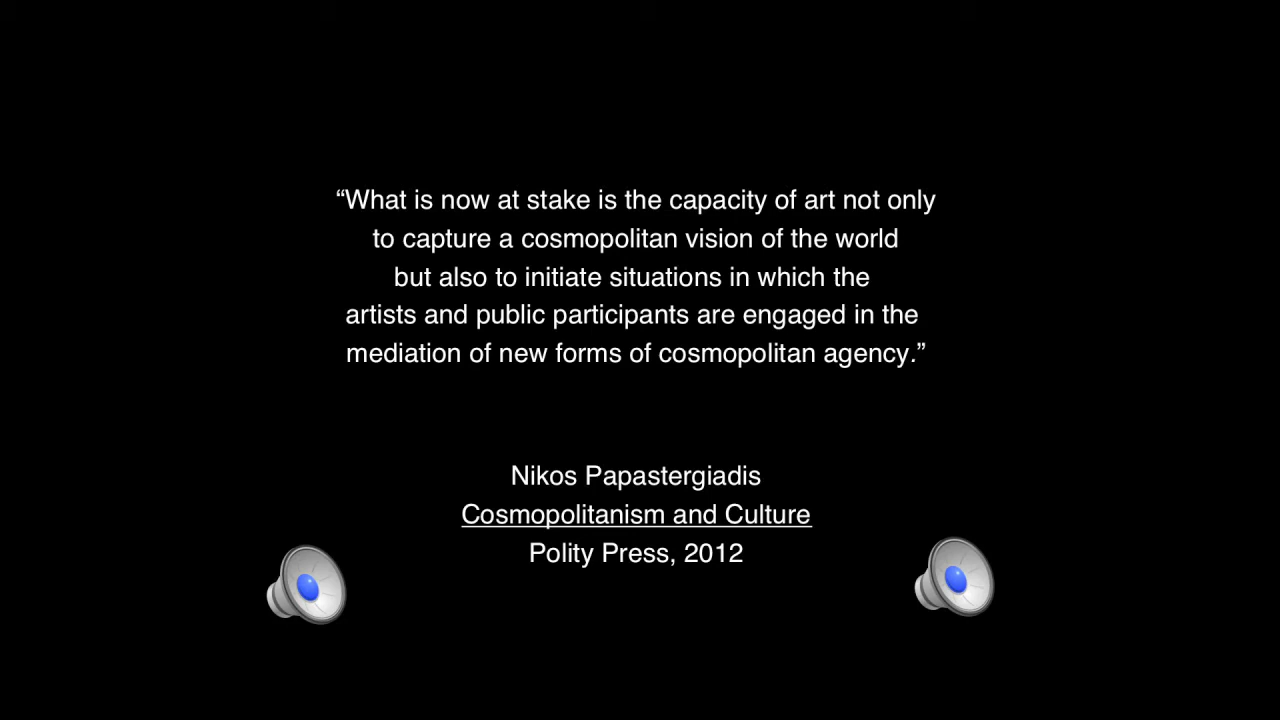 “What is now at stake is the capacity of art not only
to capture a cosmopolitan vision of the world
but also to initiate situations in which the
artists and public participants are engaged in the
mediation of new forms of cosmopolitan agency.”
Nikos Papastergiadis
Cosmopolitanism and Culture
Polity Press, 2012